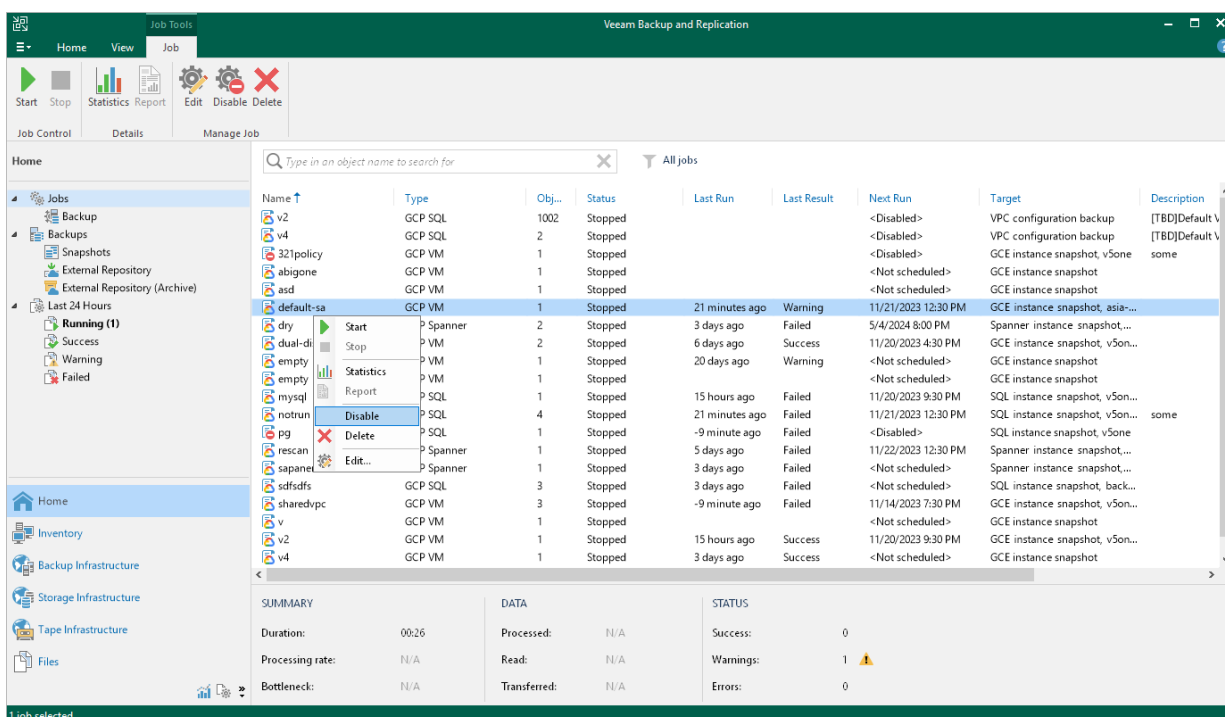 Job Tools
Veeam Backup and Replication
Home View Job
Start Stop Statistics Report Edit Disable Delete
Job Control Details Manage Job
Home
Type in an object name to search for
All jobs
Jobs
Backup
Backups
Snapshots
External Repository
External Repository (Archive)
Last 24 Hours
Running (1)
Success
Warning
Failed
Home
Inventory
Backup Infrastructure
Storage Infrastructure
Tape Infrastructure
Files
Name Type Obj... Status Last Run Last Result Next Run Target Description
v2 GCP SQL 1002 Stopped <Disabled> VPC configuration backup [TBD]Default V
v4 GCP SQL 2 Stopped <Disabled> VPC configuration backup [TBD]Default V
321policy GCP VM 1 Stopped <Disabled> GCE instance snapshot, v5one some
abigone GCP VM 1 Stopped <Not scheduled> GCE instance snapshot
asd GCP VM 1 Stopped <Not scheduled> GCE instance snapshot
default-sa GCP VM 1 Stopped 21 minutes ago Warning 11/21/2023 12:30 PM GCE instance snapshot, asia-...
dry P Spanner 2 Stopped 3 days ago Failed 5/4/2024 8:00 PM Spanner instance snapshot,...
dual-di P VM 2 Stopped 6 days ago Success 11/20/2023 4:30 PM GCE instance snapshot, v5on...
empty P VM 1 Stopped 20 days ago Warning <Not scheduled> GCE instance snapshot
empty P VM 1 Stopped <Not scheduled> GCE instance snapshot
mysql P SQL 1 Stopped 15 hours ago Failed 11/20/2023 9:30 PM SQL instance snapshot, v5on...
notrun P SQL 4 Stopped 21 minutes ago Failed 11/21/2023 12:30 PM SQL instance snapshot, v5on... some
pg P SQL 1 Stopped -9 minute ago Failed <Disabled> SQL instance snapshot, v5one
rescan P Spanner 1 Stopped 5 days ago Failed 11/22/2023 12:30 PM Spanner instance snapshot,...
sapane P Spanner 1 Stopped 3 days ago Failed <Not scheduled> Spanner instance snapshot,...
sdfsdfs GCP SQL 3 Stopped 3 days ago Failed <Not scheduled> SQL instance snapshot, back...
sharedvpc GCP VM 3 Stopped -9 minute ago Failed 11/14/2023 7:30 PM GCE instance snapshot, v5on...
v GCP VM 1 Stopped <Not scheduled> GCE instance snapshot
v2 GCP VM 1 Stopped 15 hours ago Success 11/20/2023 9:30 PM GCE instance snapshot, v5on...
v4 GCP VM 1 Stopped 3 days ago Success <Not scheduled> GCE instance snapshot
Start
Stop
Statistics
Report
Disable
Delete
Edit...
SUMMARY DATA STATUS
Duration: 00:26 Processed: N/A Success: 0
Processing rate: N/A Read: N/A Warnings: 1
Bottleneck: N/A Transferred: N/A Errors: 0
1 job selected